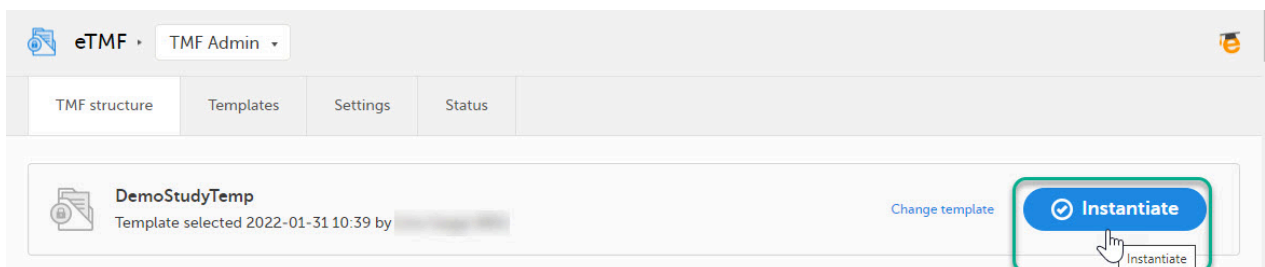 eTMF TMF Admin
TMF structure Templates Settings Status
DemoStudyTemp
Template selected 2022-01-31 10:39 by
Change template Instantiate
Instantiate